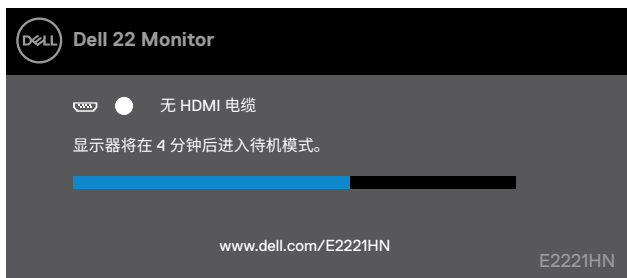 DELL
Dell 22 Monitor
无 HDMI 电缆
显示器将在 4 分钟后进入待机模式。
www.dell.com/E2221HN
E2221HN